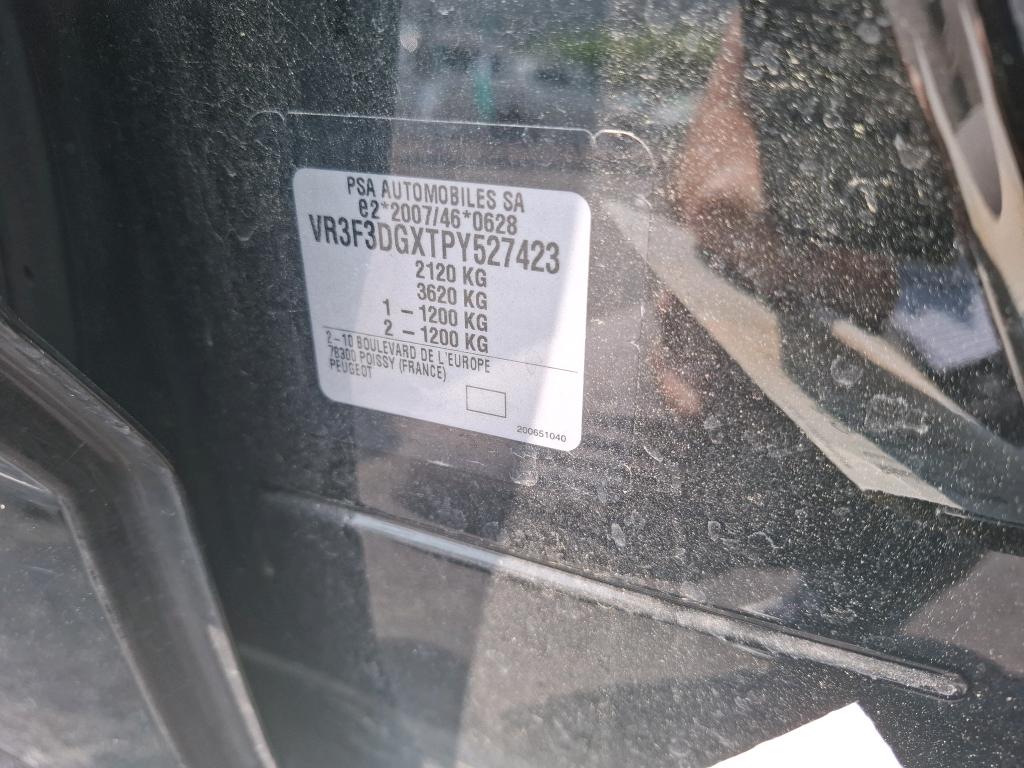 PSA AUTOMOBILES SA
e2*2007/46*0628
VR3F3DGXTPY527423
2120 KG
3620 KG
1 – 1200 KG
2 – 1200 KG
2-10 BOULEVARD DE L'EUROPE
78300 POISSY (FRANCE)
PEUGEOT
200651040